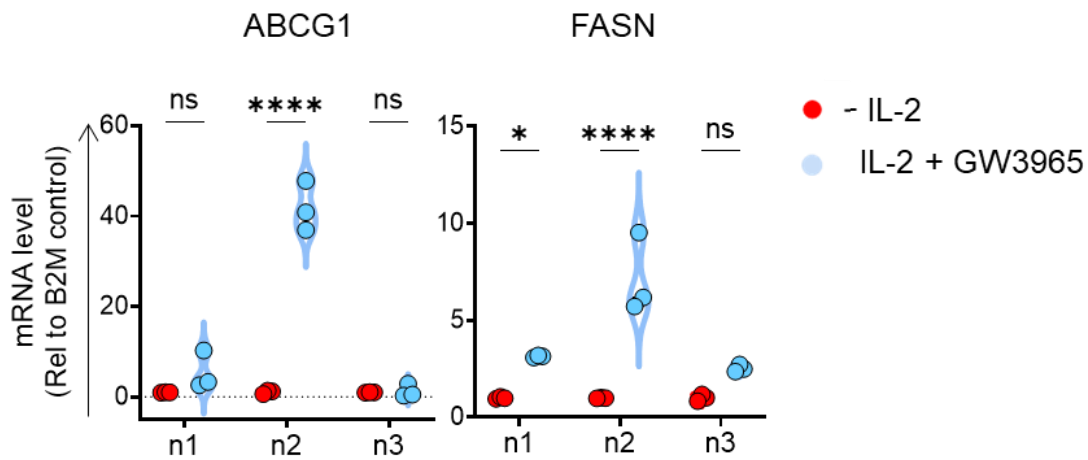 ABCG1
FASN
ns
****
ns
*
****
ns
- IL-2
IL-2 + GW3965
mRNA level
(Rel to B2M control)
60
40
20
0
15
10
5
0
n1
n2
n3
n1
n2
n3